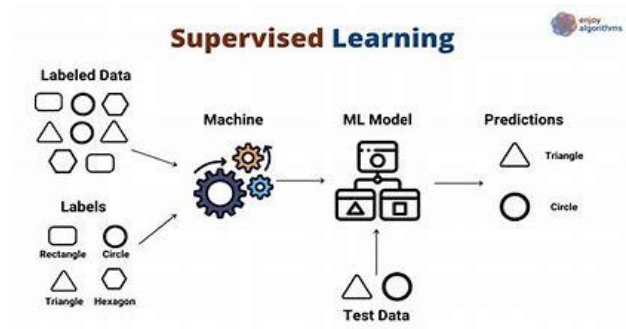 enjoy
algorithms
Supervised Learning
Labeled Data
Machine
ML Model
Predictions
Triangle
Circle
Labels
Rectangle Circle
Triangle Hexagon
Test Data